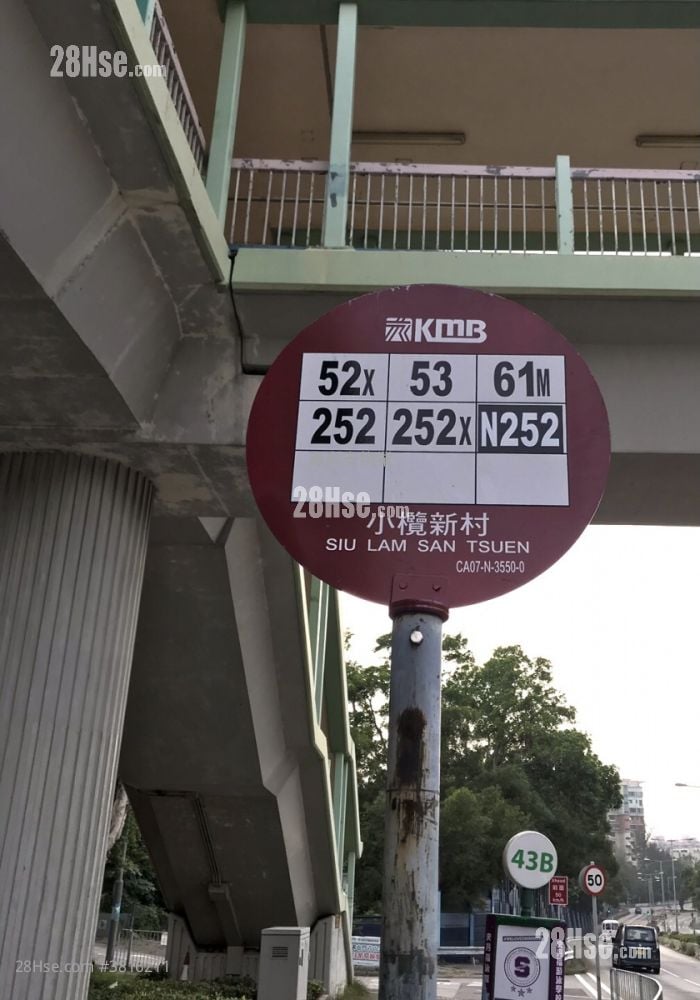 28Hse.com
KMB
52X 53 61M
252 252X N252
28Hse.com
小欖新村
SIU LAM SAN TSUEN
CA07-N-3550-0
43B
50
S
28Hse.com
28Hse.com #3816211